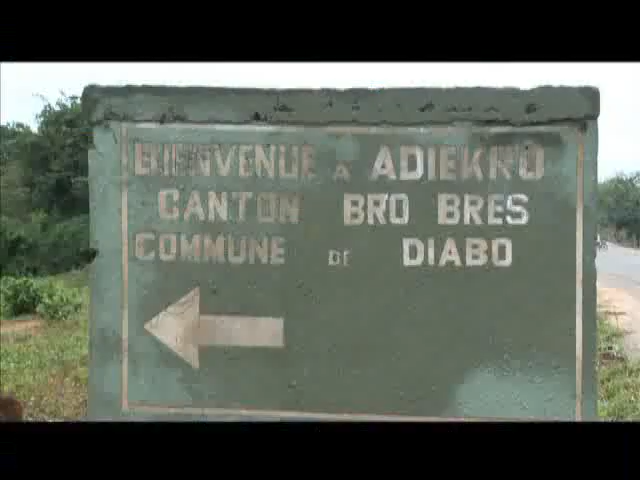 BIENVENUE A ADIEKRO
CANTON BRO BRES
COMMUNE DE DIABO